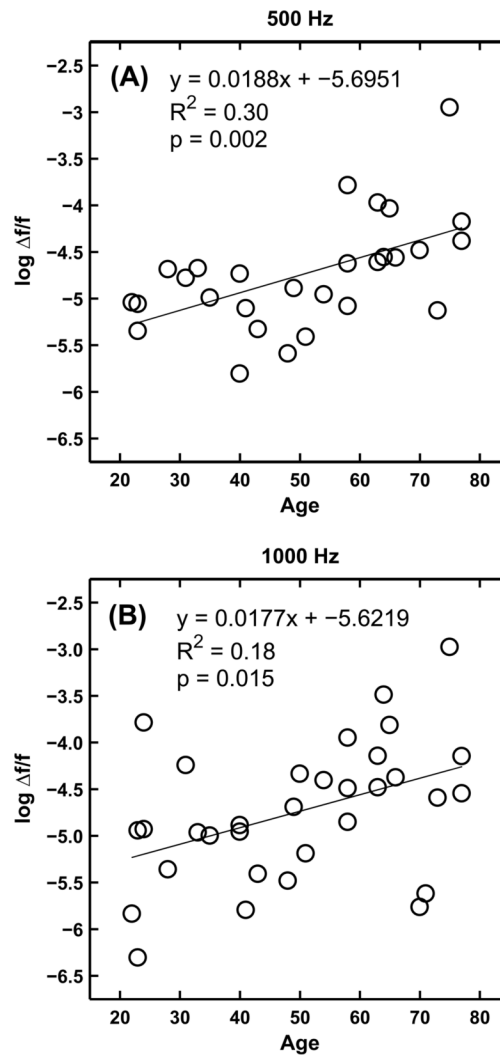 500 Hz
(A) y = 0.0188x + −5.6951
R² = 0.30
p = 0.002
−2.5
−3
−3.5
−4
−4.5
−5
−5.5
−6
−6.5
log Δf/f
20 30 40 50 60 70 80
Age
1000 Hz
(B) y = 0.0177x + −5.6219
R² = 0.18
p = 0.015
−2.5
−3.0
−3.5
−4.0
−4.5
−5.0
−5.5
−6
−6.5
log Δf/f
20 30 40 50 60 70 80
Age